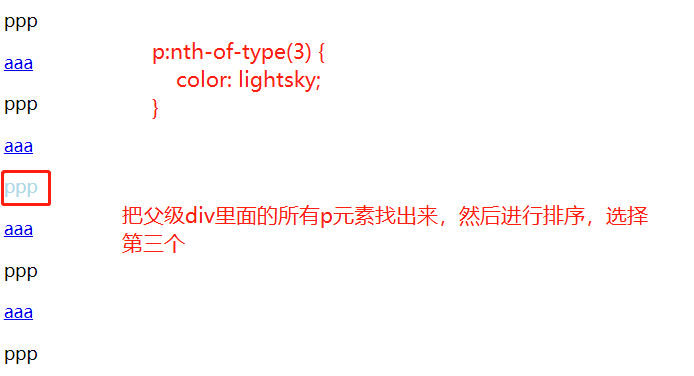 ppp
aaa
p:nth-of-type(3) {
color: lightsky;
}
ppp
aaa
ppp
把父级div里面的所有p元素找出来，然后进行排序，选择
第三个
aaa
ppp
aaa
ppp